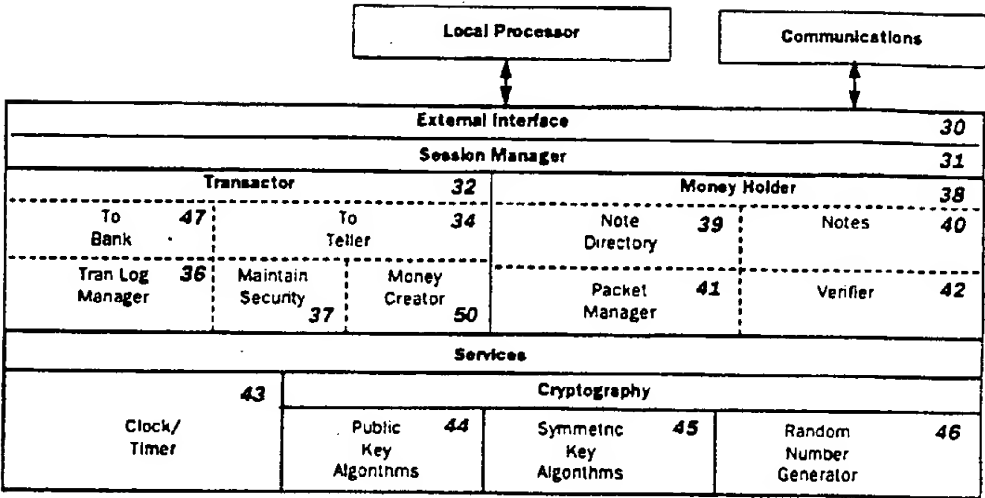 Local Processor
Communications
External Interface 30
Session Manager 31
Transactor 32
Money Holder 38
To Bank 47
To Teller 34
Note Directory 39
Notes 40
Tran Log Manager 36
Maintain Security 37
Money Creator 50
Packet Manager 41
Verifier 42
Services
43
Clock/
Timer
Cryptography
Public 44
Key
Algorithms
Symmetric 45
Key
Algorithms
Random 46
Number
Generator